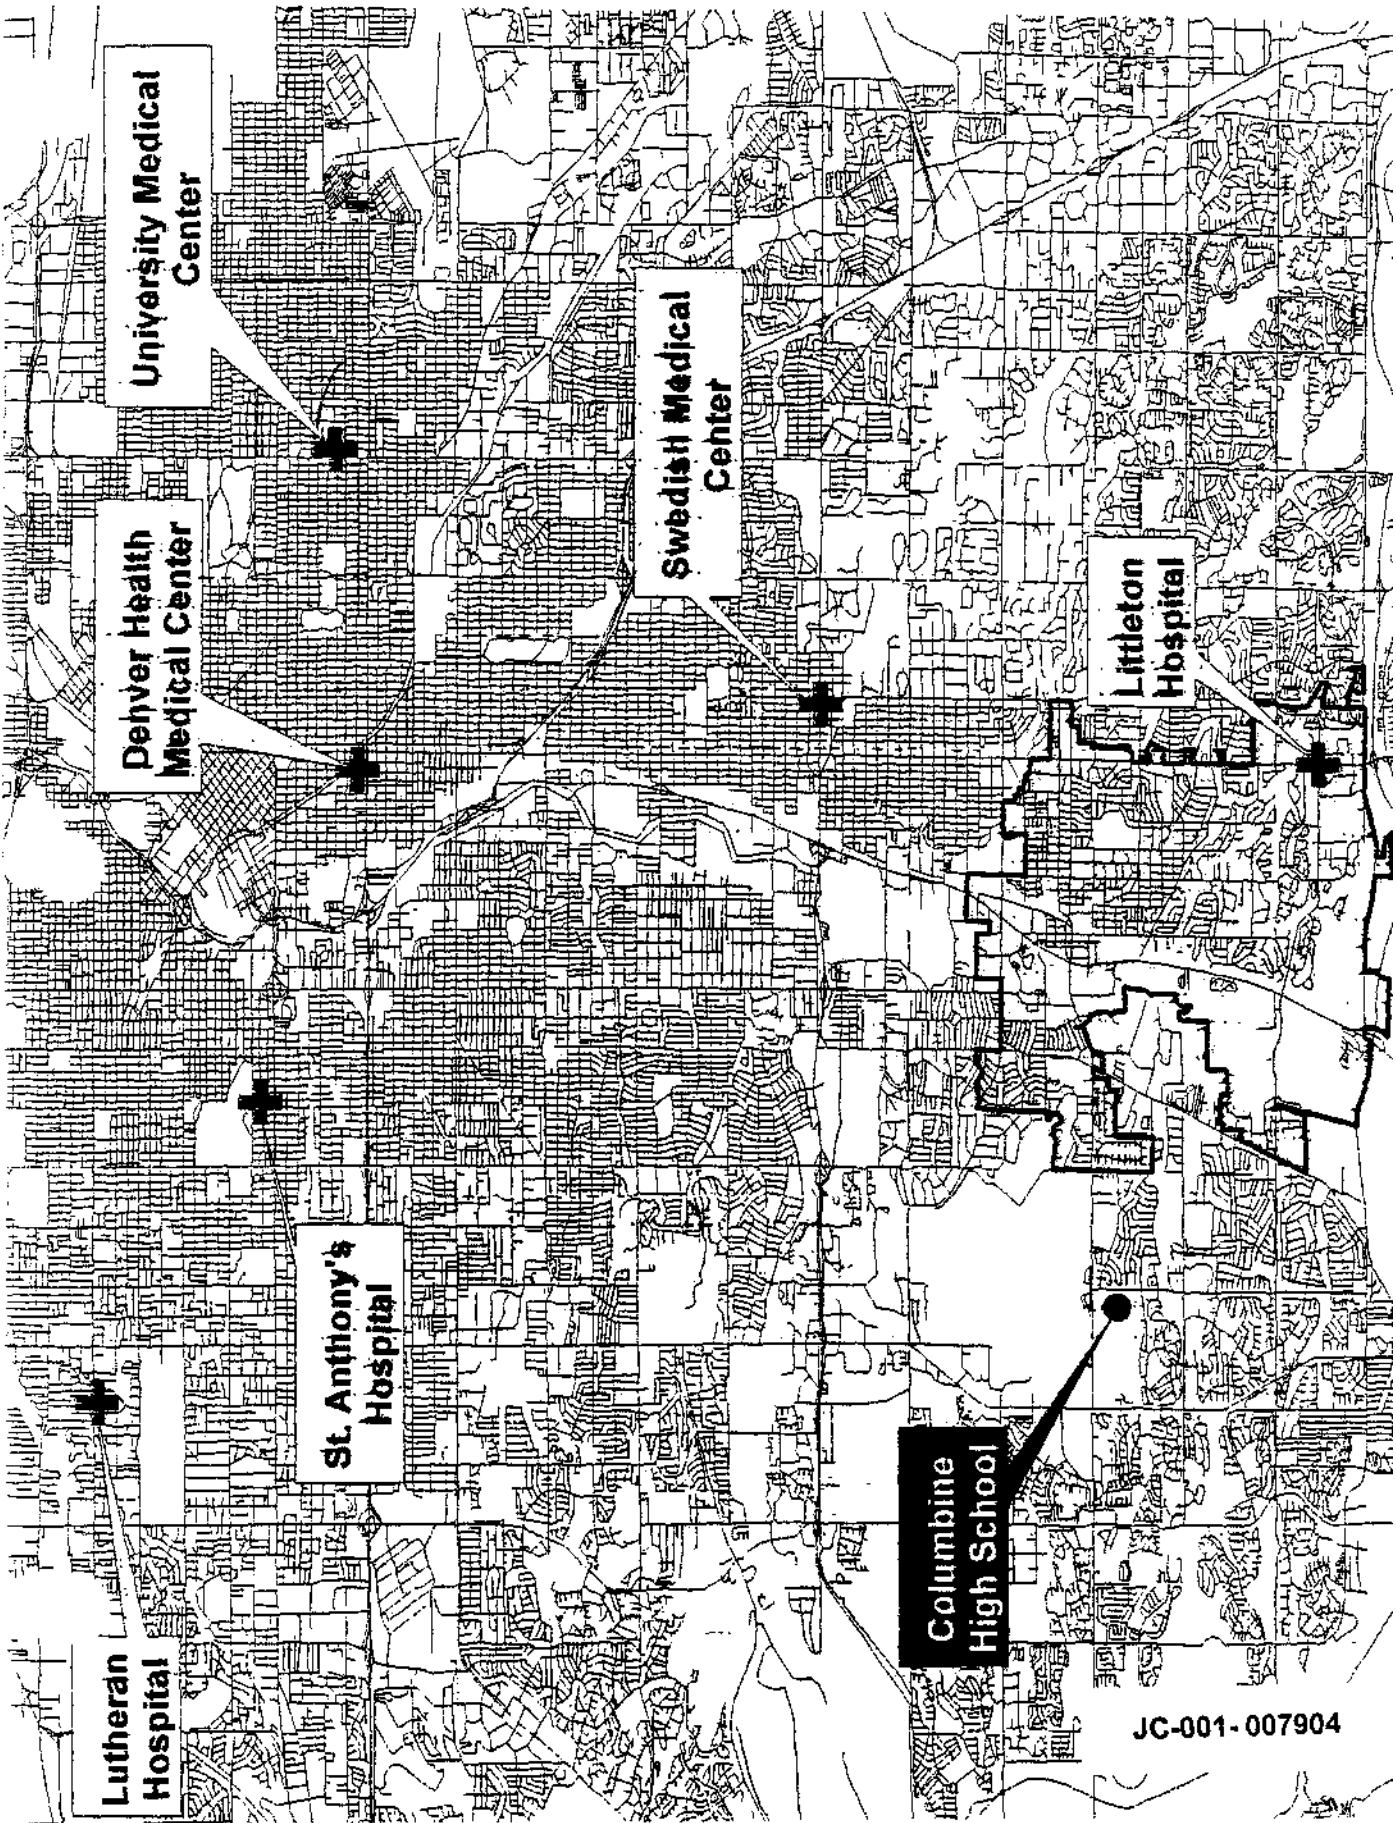 Lutheran
Hospital
St. Anthony's
Hospital
Denver Health
Medical Center
University Medical
Center
Swedish Medical
Center
Littleton
Hospital
Columbine
High School
JC-001-007904